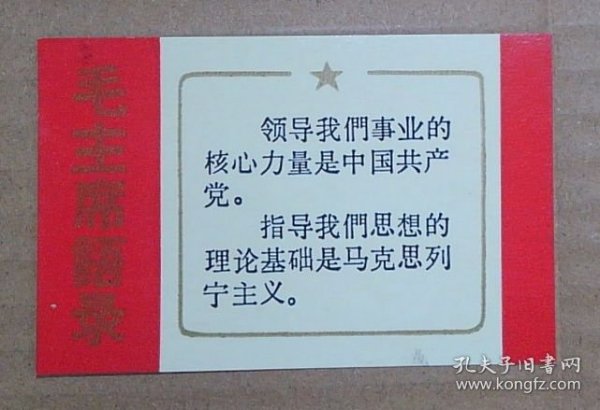 毛主席語录
领导我們事业的
核心力量是中国共产
党。
指导我們思想的
理论基础是马克思列
宁主义。
孔夫子旧书网
www.kongfz.com